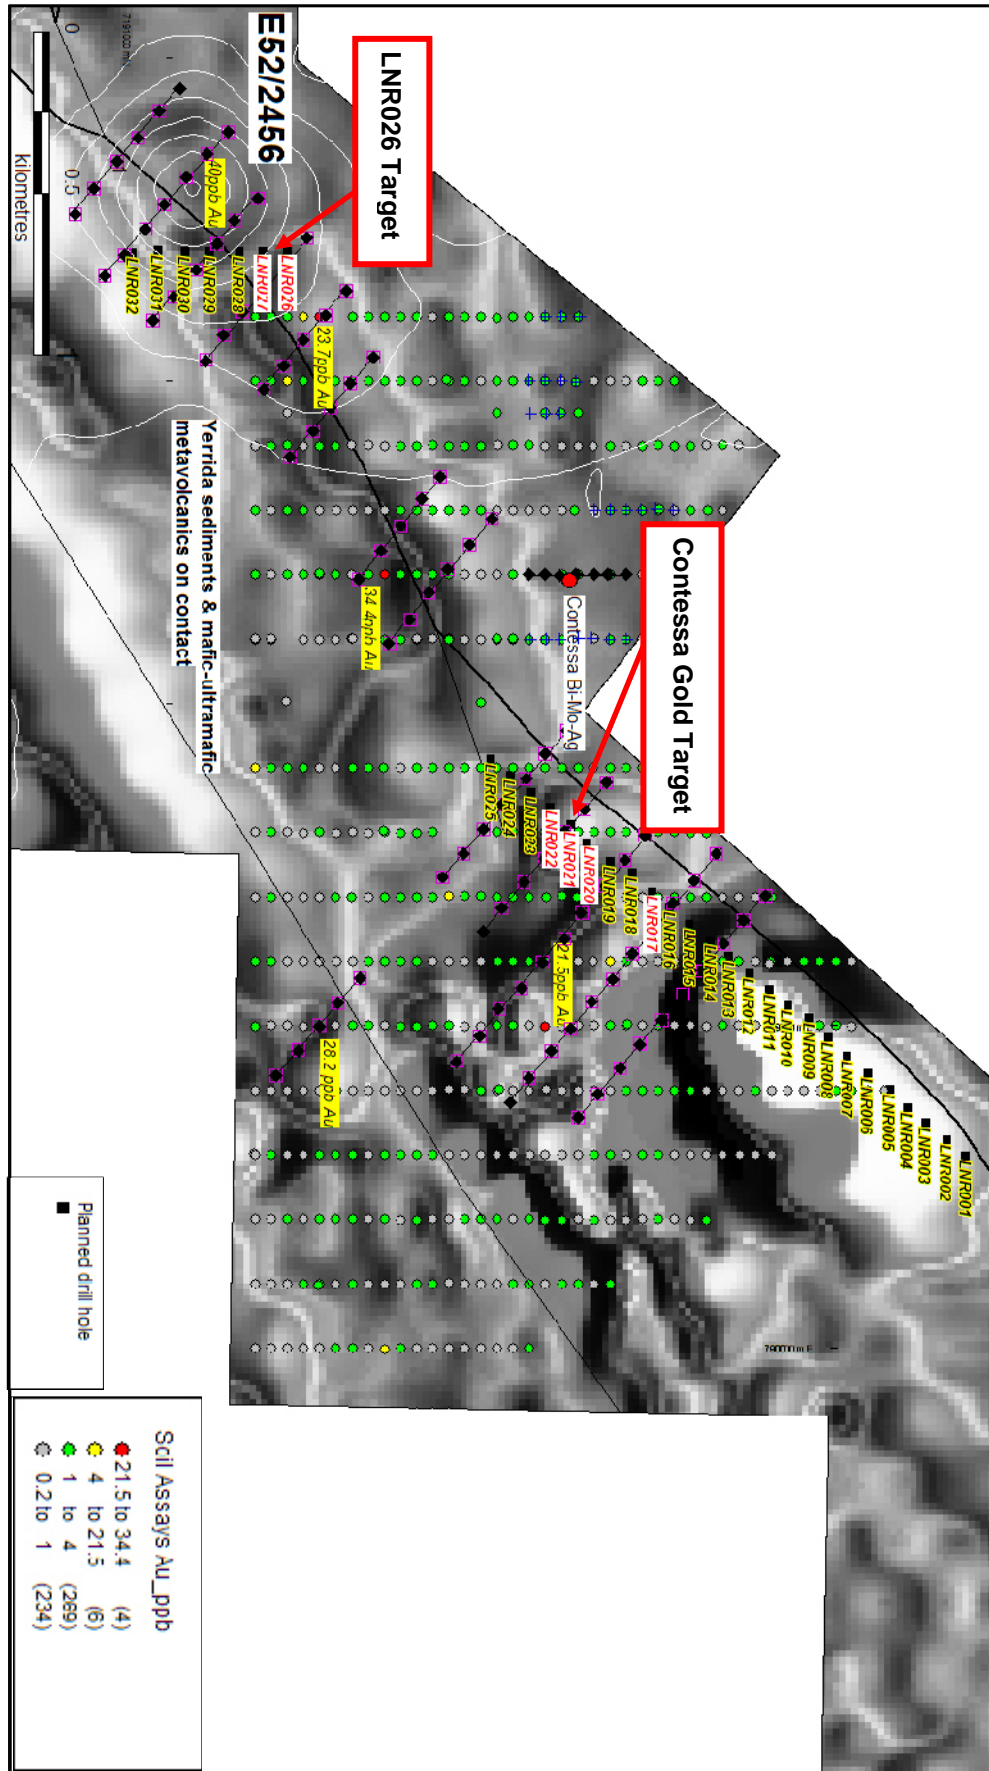 E52/2456
LNR026 Target
Contessa Gold Target
7191000 m
0
0.5
1
kilometres
40ppb Au
23.7ppb Au
34.4ppb Au
21.5ppb Au
28.2 ppb Au
Contessa Bi-Mo-Ag
Yerrida sediments & mafic-ultramafic
metavolcanics on contact
LNR001
LNR002
LNR003
LNR004
LNR005
LNR006
LNR007
LNR008
LNR009
LNR010
LNR011
LNR012
LNR013
LNR014
LNR015
LNR016
LNR017
LNR018
LNR019
LNR020
LNR021
LNR022
LNR023
LNR024
LNR025
LNR026
LNR027
LNR028
LNR029
LNR030
LNR031
LNR032
790000 m E
Planned drill hole
Soil Assays Au_ppb
21.5 to 34.4 (4)
4 to 21.5 (6)
1 to 4 (269)
0.2 to 1 (234)